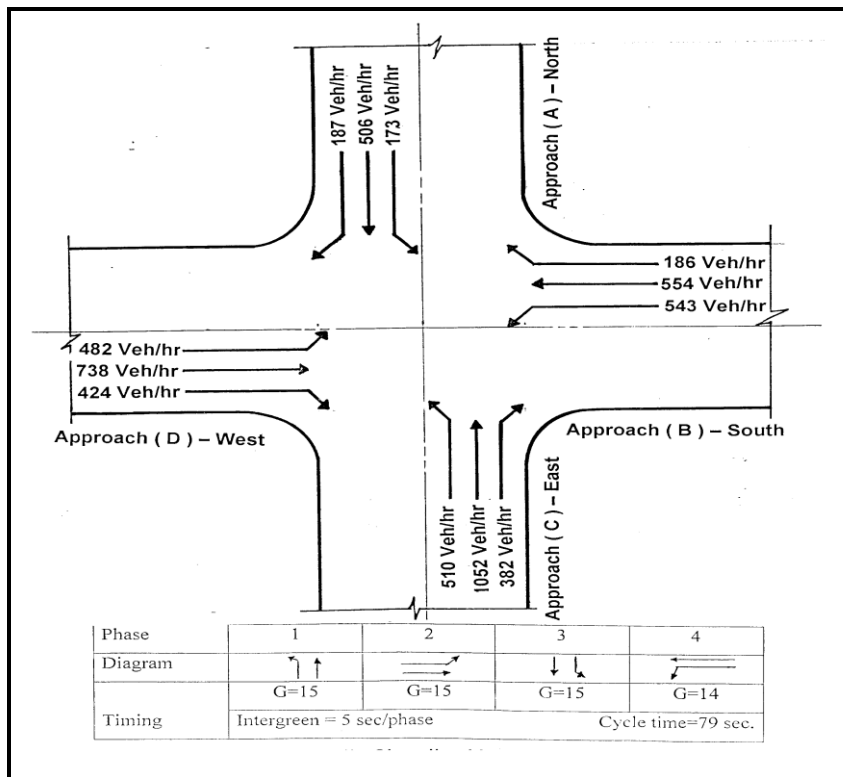 187 Veh/hr
506 Veh/hr
173 Veh/hr
Approach (A) – North
186 Veh/hr
554 Veh/hr
543 Veh/hr
482 Veh/hr
738 Veh/hr
424 Veh/hr
Approach ( D ) – West
Approach ( B ) – South
510 Veh/hr
1052 Veh/hr
382 Veh/hr
Approach ( C ) – East
Phase 1 2 3 4
Diagram
G=15 G=15 G=15 G=14
Timing Intergreen = 5 sec/phase Cycle time=79 sec.